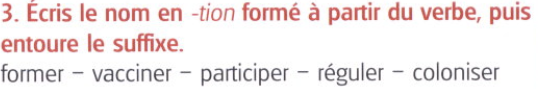 3. Écris le nom en -tion formé à partir du verbe, puis
entoure le suffixe.
former – vacciner – participer – réguler – coloniser